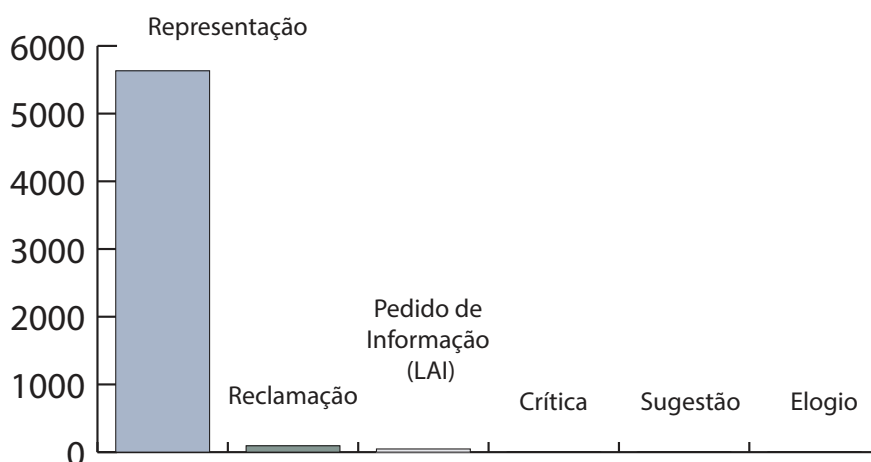 Representação
6000
5000
4000
3000
2000
1000
0
Reclamação
Pedido de
Informação
(LAI)
Crítica
Sugestão
Elogio